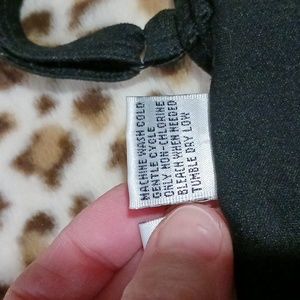 MACHINE WASH COLD
GENTLE CYCLE
ONLY NON-CHLORINE
BLEACH WHEN NEEDED
TUMBLE DRY LOW